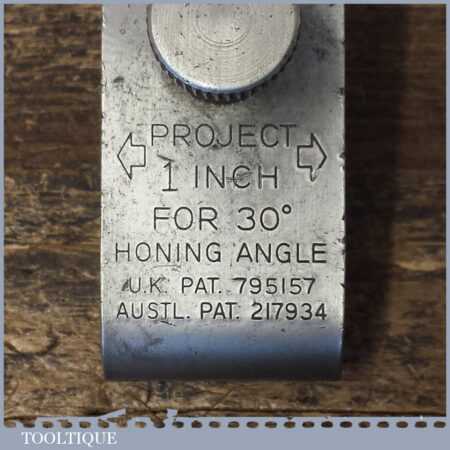 PROJECT
1 INCH
FOR 30°
HONING ANGLE
U.K. PAT. 795157
AUSTL. PAT. 217934
TOOLTIQUE